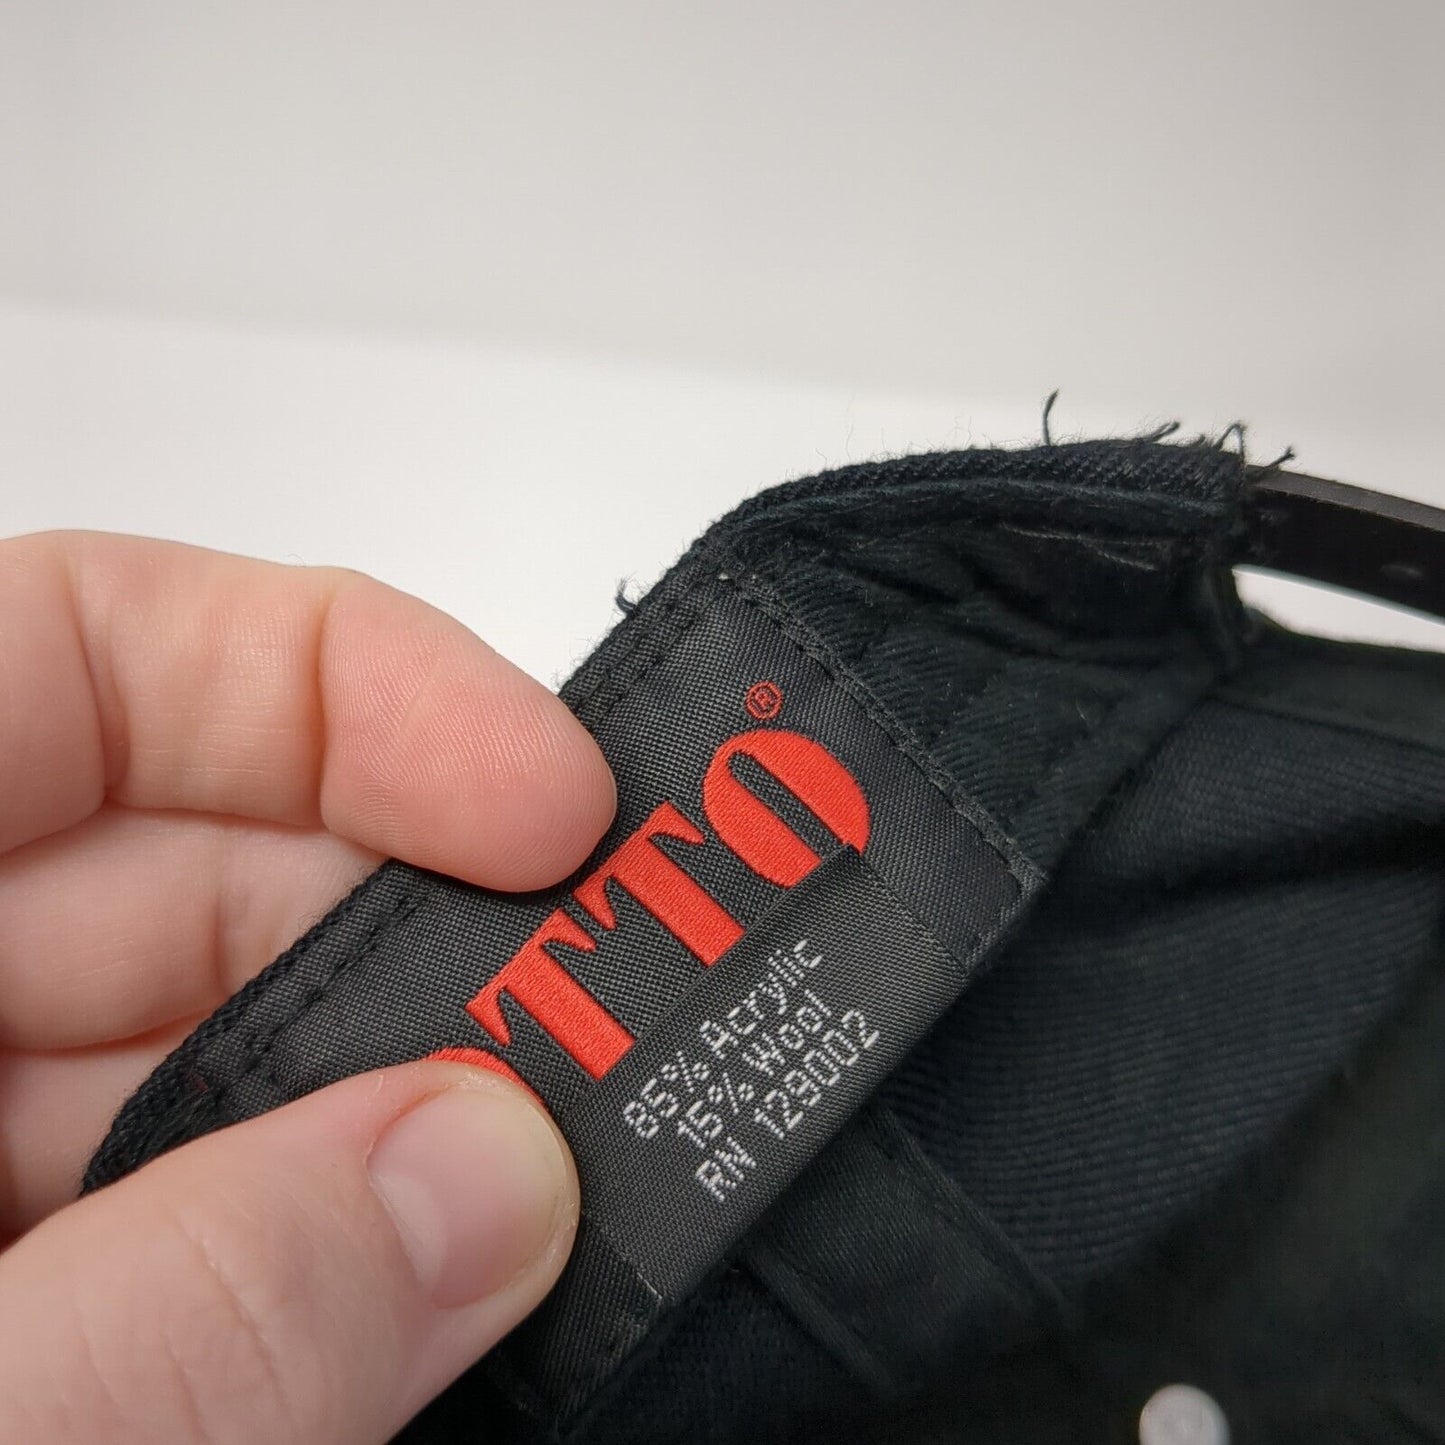 OTTO®
85% Acrylic
15% Wool
RN 129002